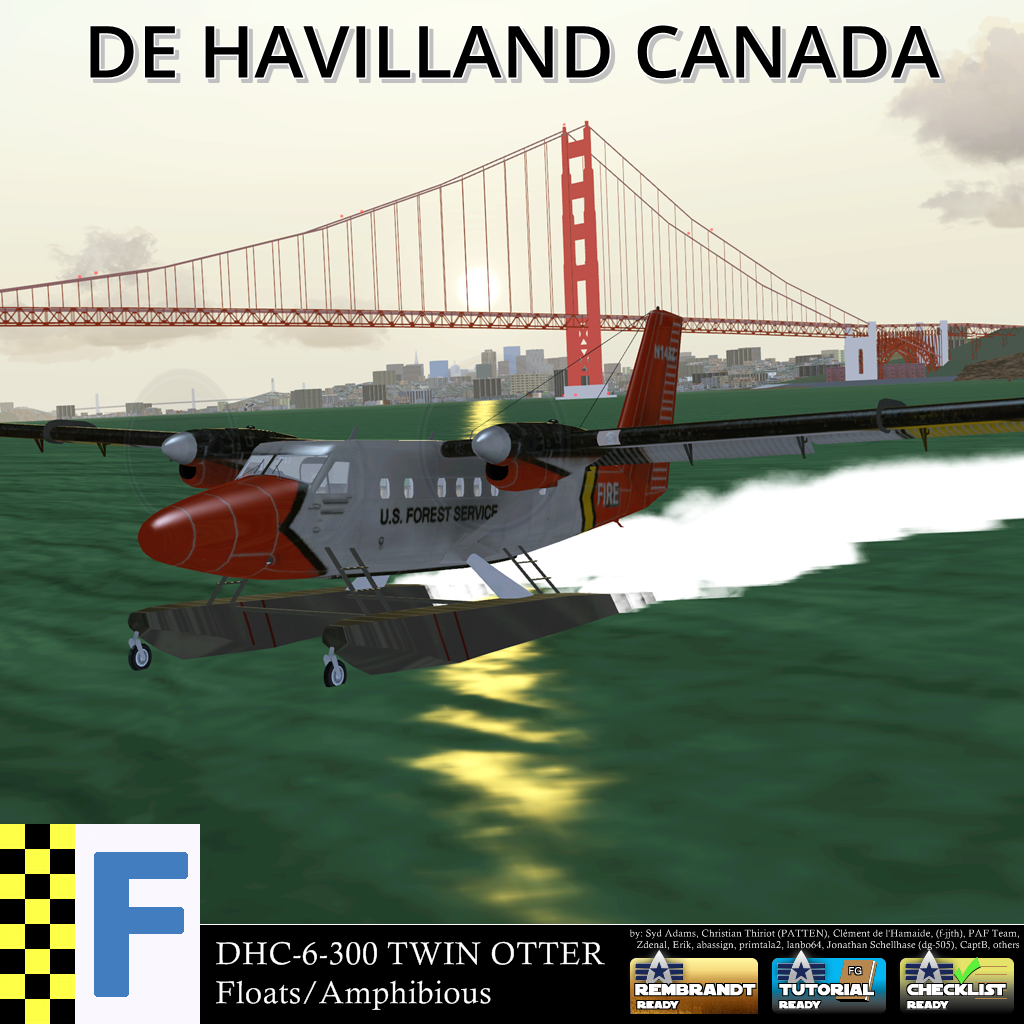 DE HAVILLAND CANADA
U.S. FOREST SERVICE
FIRE
F
DHC-6-300 TWIN OTTER
Floats/Amphibious
by: Syd Adams, Christian Thiriot (PATTEN), Clément de l'Hamaide, (f-jjth), PAF Team,
Zdenal, Erik, abassign, primtala2, lanbo64, Jonathan Schellhase (dg-505), CaptB, others
REMBRANDT
READY
FG
TUTORIAL
READY
CHECKLIST
READY